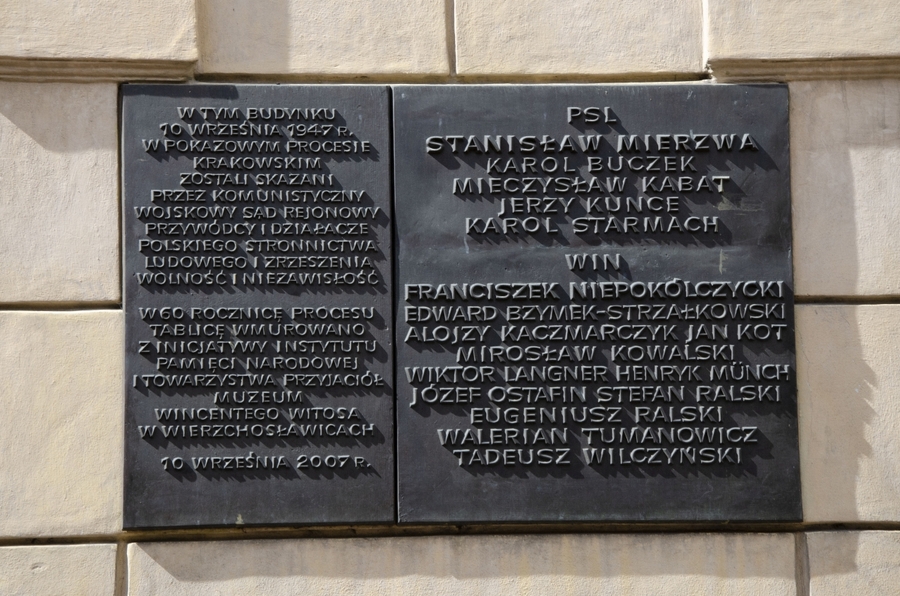 W TYM BUDYNKU
10 WRZEŚNIA 1947 r.
W POKAZOWYM PROCESIE
KRAKOWSKIM
ZOSTALI SKAZANI
PRZEZ KOMUNISTYCZNY
WOJSKOWY SĄD REJONOWY
PRZYWÓDCY I DZIAŁACZE
POLSKIEGO STRONNICTWA
LUDOWEGO I ZRZESZENIA
WOLNOŚĆ I NIEZAWISŁOŚĆ
W 60 ROCZNICĘ PROCESU
TABLICĘ WMUROWANO
Z INICJATYWY INSTYTUTU
PAMIĘCI NARODOWEJ
I TOWARZYSTWA PRZYJACIÓŁ
MUZEUM
WINCENTEGO WITOSA
W WIERZCHOSŁAWICACH
10 WRZEŚNIA 2007 r.
PSL
STANISŁAW MIERZWA
KAROL BUCZEK
MIECZYSŁAW KABAT
JERZY KUNCE
KAROL STARMACH
WIN
FRANCISZEK NIEPOKÓLCZYCKI
EDWARD BZYMEK-STRZAŁKOWSKI
ALOJZY KACZMARCZYK JAN KOT
MIROSŁAW KOWALSKI
WIKTOR LANGNER HENRYK MÜNCH
JÓZEF OSTAFIN STEFAN RALSKI
EUGENIUSZ RALSKI
WALERIAN TUMANOWICZ
TADEUSZ WILCZYŃSKI